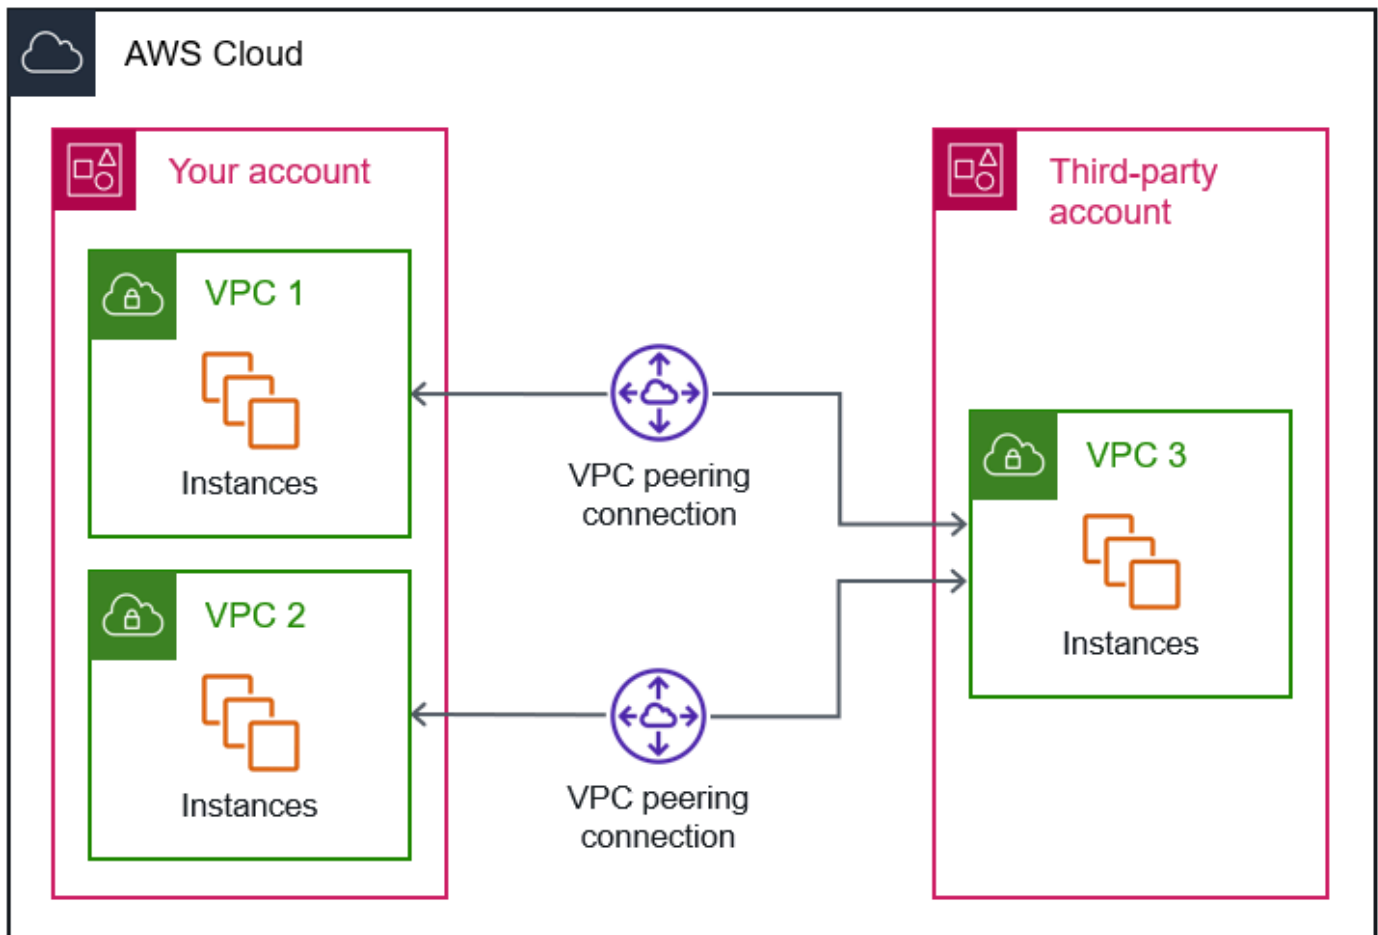 AWS Cloud
Your account
VPC 1
Instances
VPC 2
Instances
VPC peering
connection
VPC peering
connection
Third-party
account
VPC 3
Instances